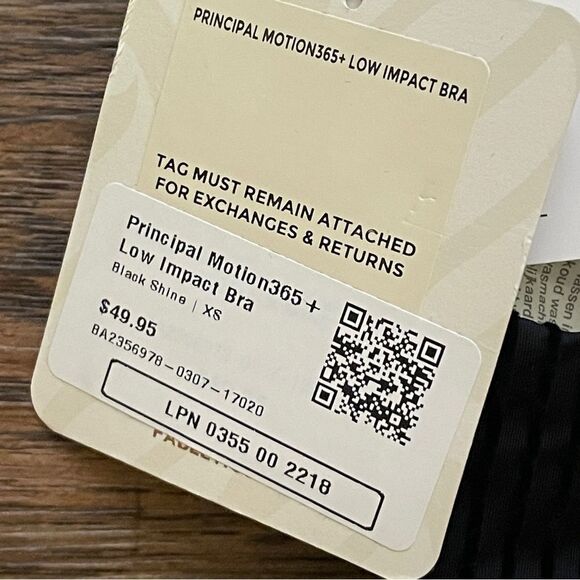 PRINCIPAL MOTION365+ LOW IMPACT BRA
TAG MUST REMAIN ATTACHED
FOR EXCHANGES & RETURNS
Principal Motion365+
Low Impact Bra
Black Shine | XS
$49.95
BA2356978-0307-17020
LPN 0355 00 2218